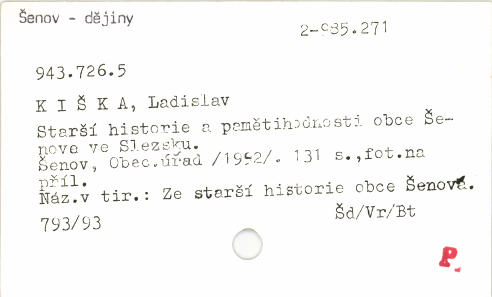 Šenov - dějiny
2-985.271
943.726.5
K I Š K A, Ladislav
Starší historie a pamětihodnosti obce Še-
nova ve Slezsku.
Šenov, Obec.úřad /1992/. 131 s.,fot.na
příl.
Náz.v tir.: Ze starší historie obce Šenova.
793/93
Šd/Vr/Bt
P.